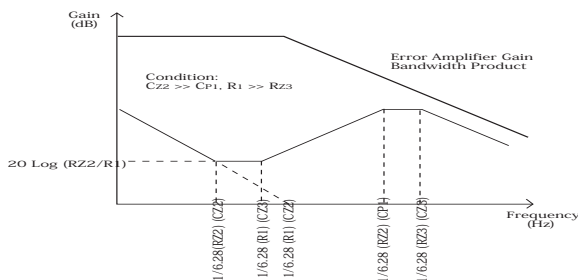 Gain
(dB)
Error Amplifier Gain
Bandwidth Product
Condition:
CZ2 >> CP1, R1 >> RZ3
20 Log (RZ2/R1)
1/6.28(RZ2) (CZ2)
1/6.28 (R1) (CZ3)
1/6.28 (R1) (CZ2)
1/6.28 (RZ2) (CP1)
1/6.28 (RZ3) (CZ3)
Frequency
(Hz)